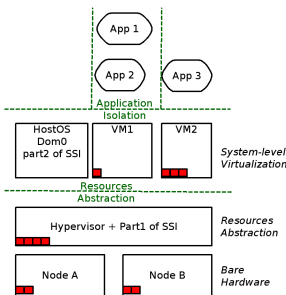 App 1
App 2
App 3
Application
Isolation
HostOS
Dom0
part2 of SSI
VM1
VM2
System-level
Virtualization
Resources
Abstraction
Hypervisor + Part1 of SSI
Resources
Abstraction
Node A
Node B
Bare
Hardware